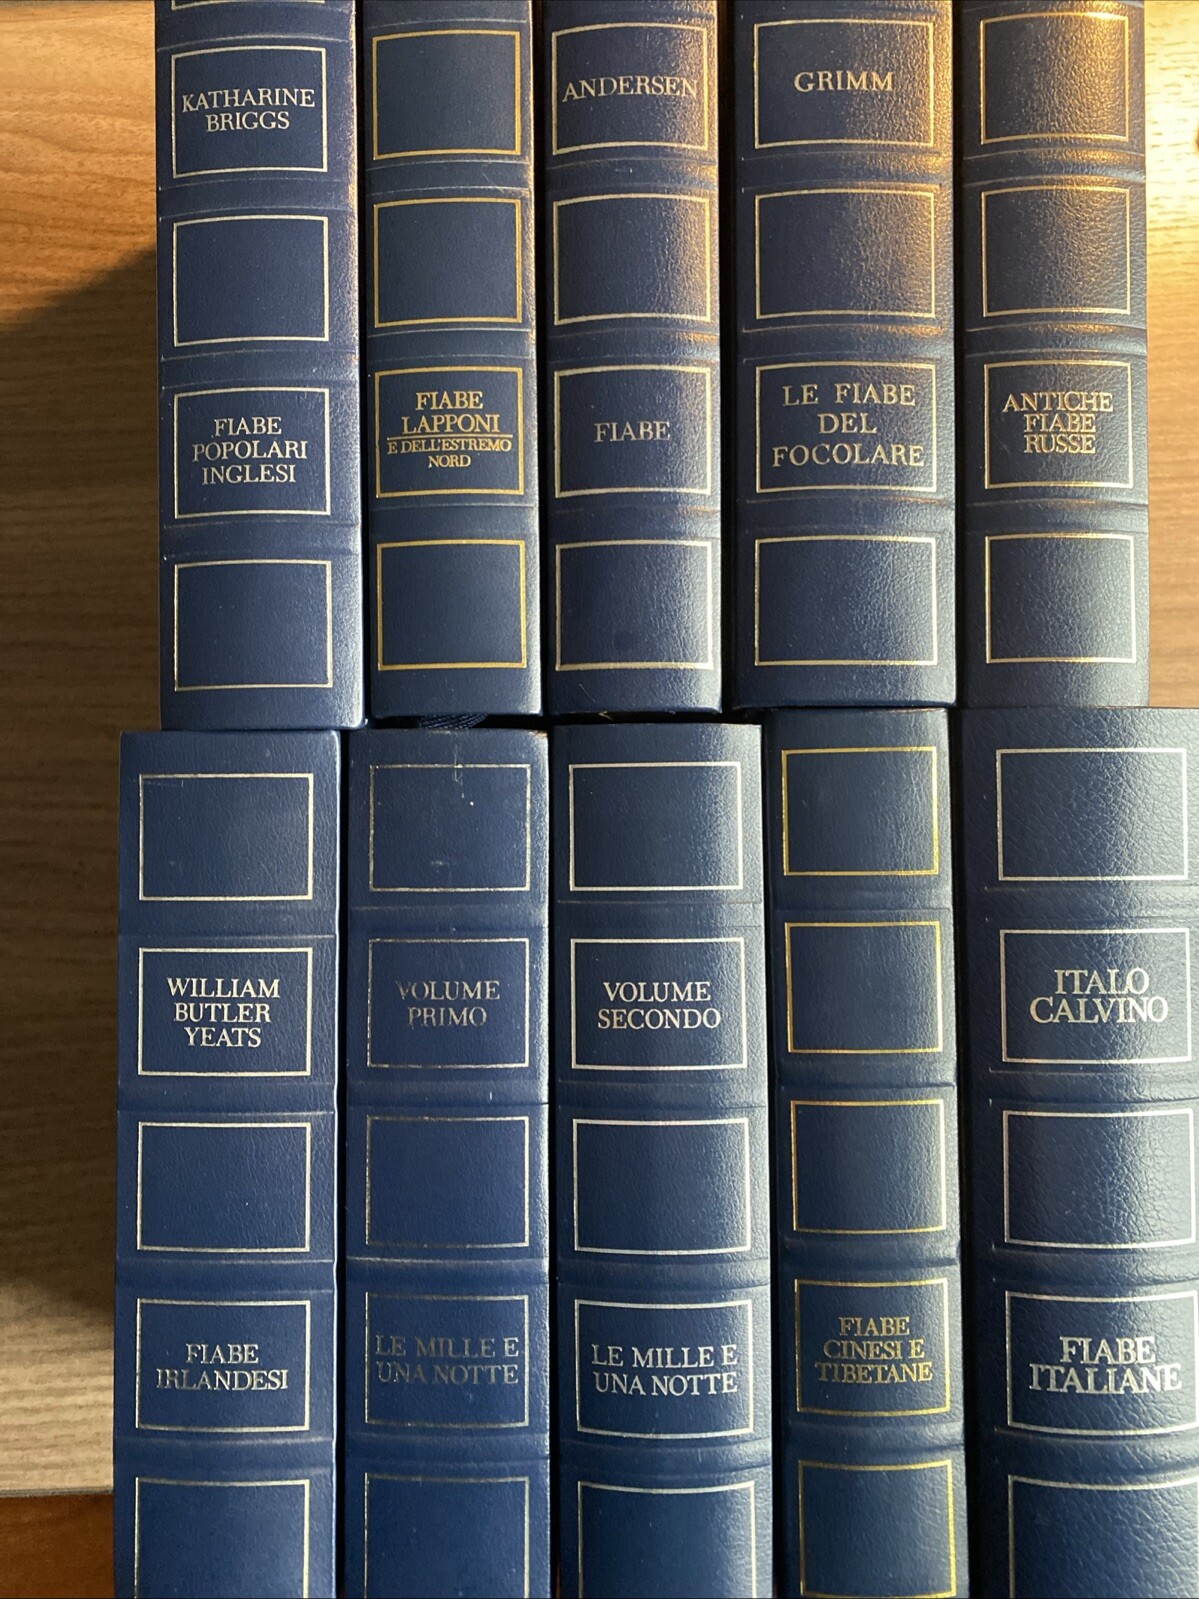 KATHARINE
BRIGGS
FIABE
POPOLARI
INGLESI
FIABE
LAPPONI
E DELL'ESTREMO
NORD
ANDERSEN
FIABE
GRIMM
LE FIABE
DEL
FOCOLARE
ANTICHE
FIABE
RUSSE
WILLIAM
BUTLER
YEATS
FIABE
IRLANDESI
VOLUME
PRIMO
LE MILLE E
UNA NOTTE
VOLUME
SECONDO
LE MILLE E
UNA NOTTE
FIABE
CINESI E
TIBETANE
ITALO
CALVINO
FIABE
ITALIANE